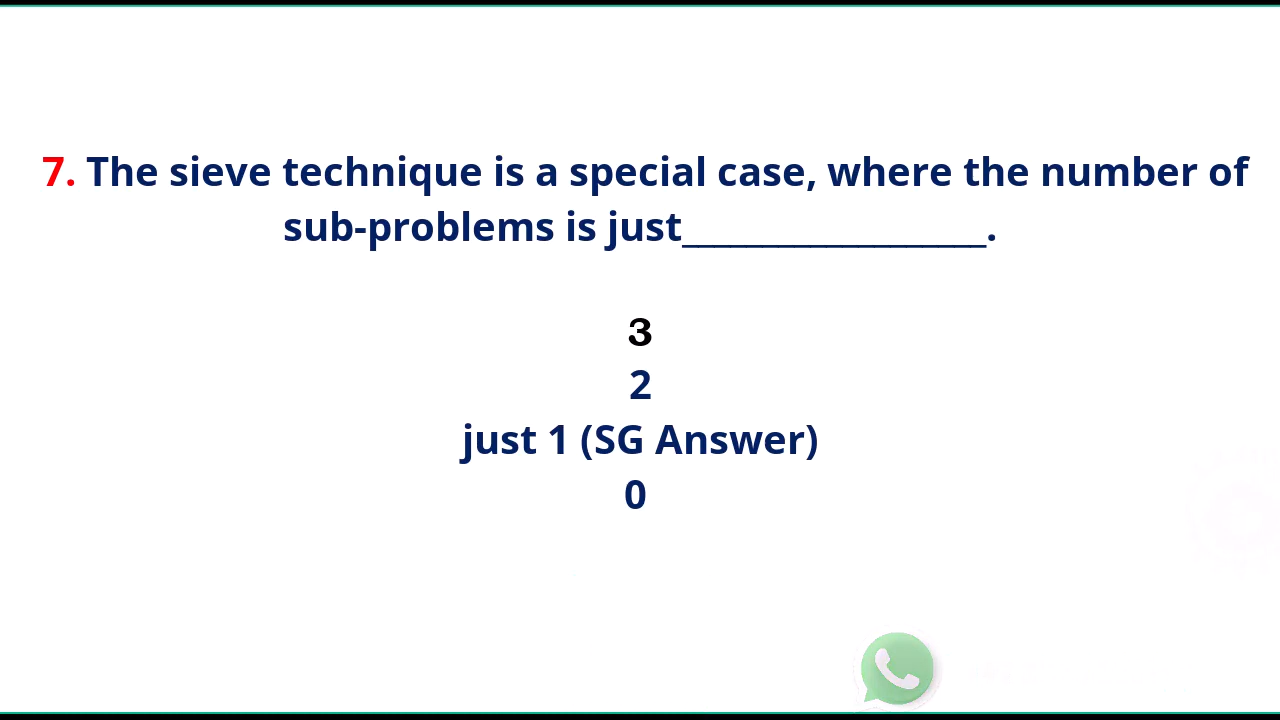 7. The sieve technique is a special case, where the number of
sub-problems is just___________________.
3
2
just 1 (SG Answer)
0